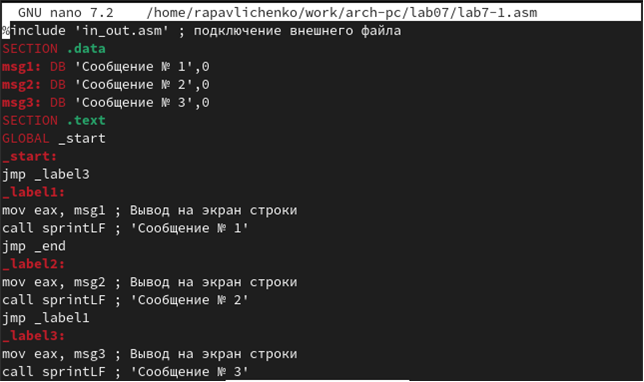 GNU nano 7.2 /home/rapavlichenko/work/arch-pc/lab07/lab7-1.asm
%include 'in_out.asm' ; подключение внешнего файла
SECTION .data
msg1: DB 'Сообщение № 1',0
msg2: DB 'Сообщение № 2',0
msg3: DB 'Сообщение № 3',0
SECTION .text
GLOBAL _start
_start:
jmp _label3
_label1:
mov eax, msg1 ; Вывод на экран строки
call sprintLF ; 'Сообщение № 1'
jmp _end
_label2:
mov eax, msg2 ; Вывод на экран строки
call sprintLF ; 'Сообщение № 2'
jmp _label1
_label3:
mov eax, msg3 ; Вывод на экран строки
call sprintLF ; 'Сообщение № 3'